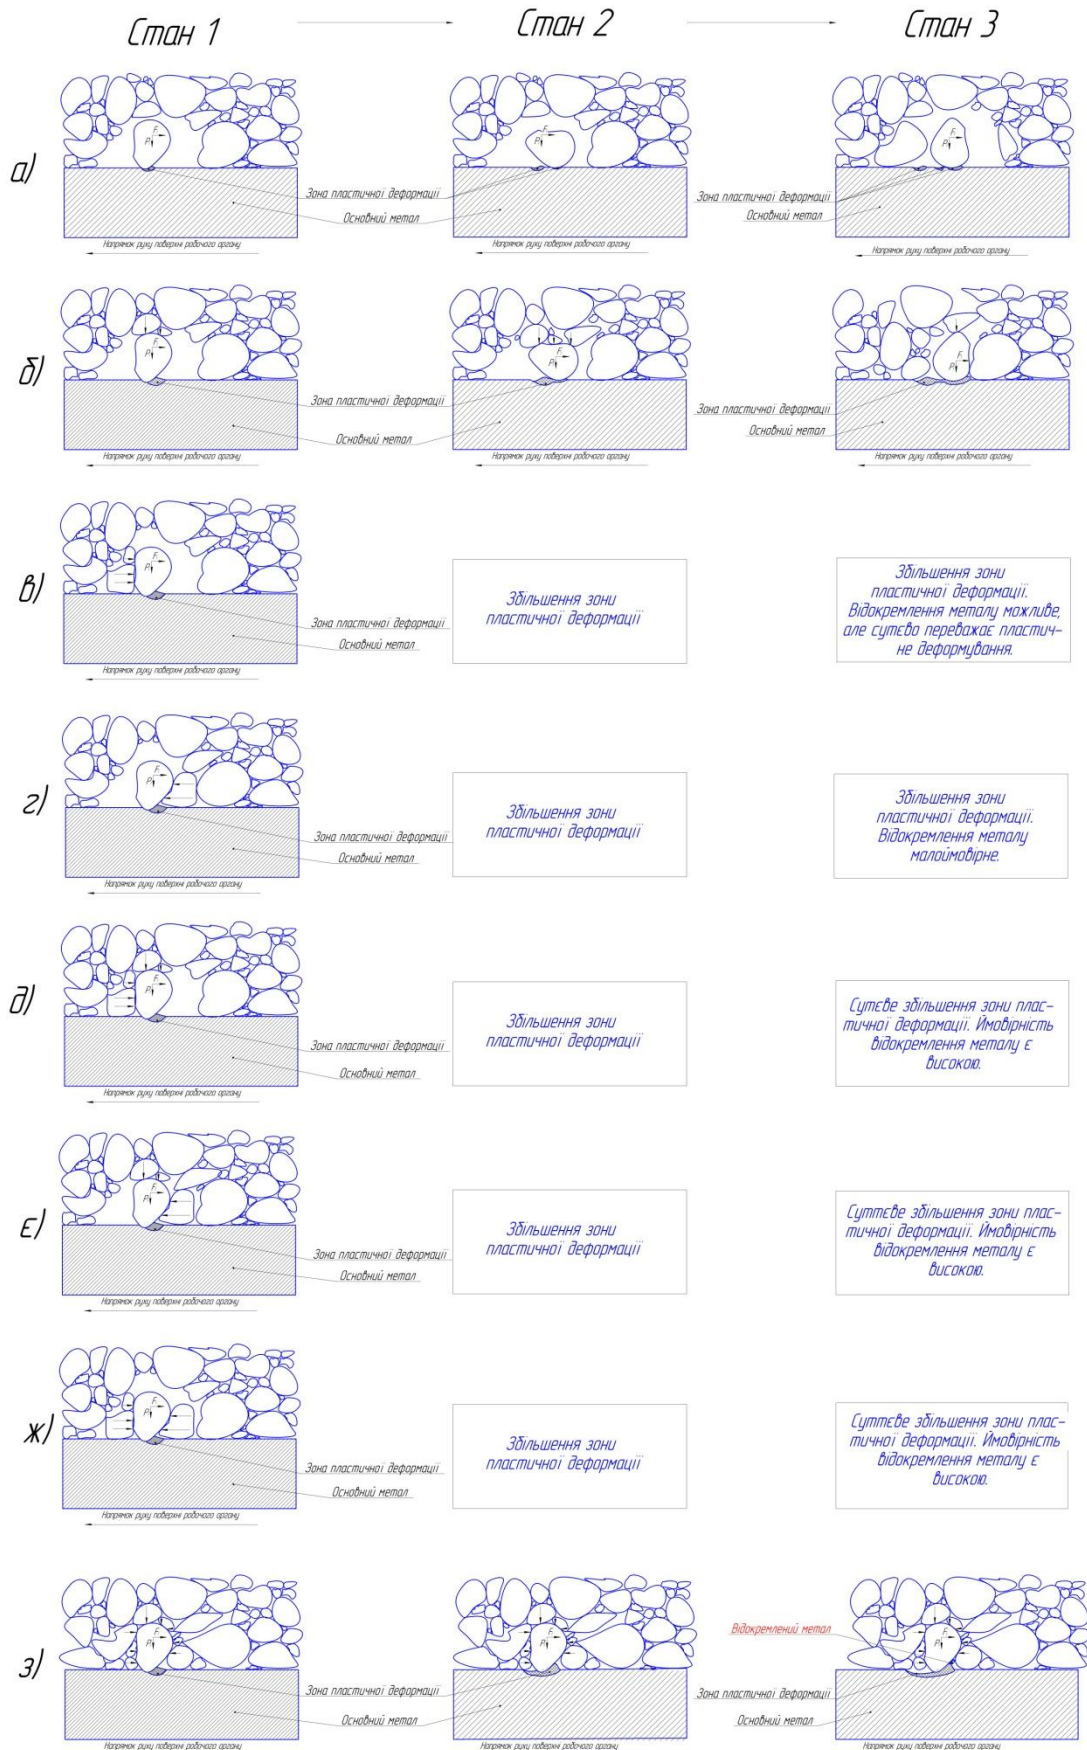 Стан 1
Стан 2
Стан 3
а)
P
F
P
F
P
F
Зона пластичної деформації
Основний метал
Зона пластичної деформації
Основний метал
Напрямок руху поверхні робочого органу
Напрямок руху поверхні робочого органу
Напрямок руху поверхні робочого органу
б)
P
F
P
F
P
F
Зона пластичної деформації
Основний метал
Зона пластичної деформації
Основний метал
Напрямок руху поверхні робочого органу
Напрямок руху поверхні робочого органу
Напрямок руху поверхні робочого органу
в)
P
F
Зона пластичної деформації
Основний метал
Напрямок руху поверхні робочого органу
Збільшення зони
пластичної деформації
Збільшення зони
пластичної деформації.
Відокремлення металу можливе,
але сутєво переважає пластич-
не деформування.
г)
P
F
Зона пластичної деформації
Основний метал
Напрямок руху поверхні робочого органу
Збільшення зони
пластичної деформації
Збільшення зони
пластичної деформації.
Відокремлення металу
малоймовірне.
д)
P
F
Зона пластичної деформації
Основний метал
Напрямок руху поверхні робочого органу
Збільшення зони
пластичної деформації
Сутєве збільшення зони плас-
тичної деформації. Ймовірність
відокремлення металу є
високою.
є)
P
F
Зона пластичної деформації
Основний метал
Напрямок руху поверхні робочого органу
Збільшення зони
пластичної деформації
Суттєве збільшення зони плас-
тичної деформації. Ймовірність
відокремлення металу є
високою.
ж)
P
F
Зона пластичної деформації
Основний метал
Напрямок руху поверхні робочого органу
Збільшення зони
пластичної деформації
Суттєве збільшення зони плас-
тичної деформації. Ймовірність
відокремлення металу є
високою.
з)
P
F
P
F
P
F
Відокремлений метал
Зона пластичної деформації
Основний метал
Зона пластичної деформації
Основний метал
Напрямок руху поверхні робочого органу
Напрямок руху поверхні робочого органу
Напрямок руху поверхні робочого органу